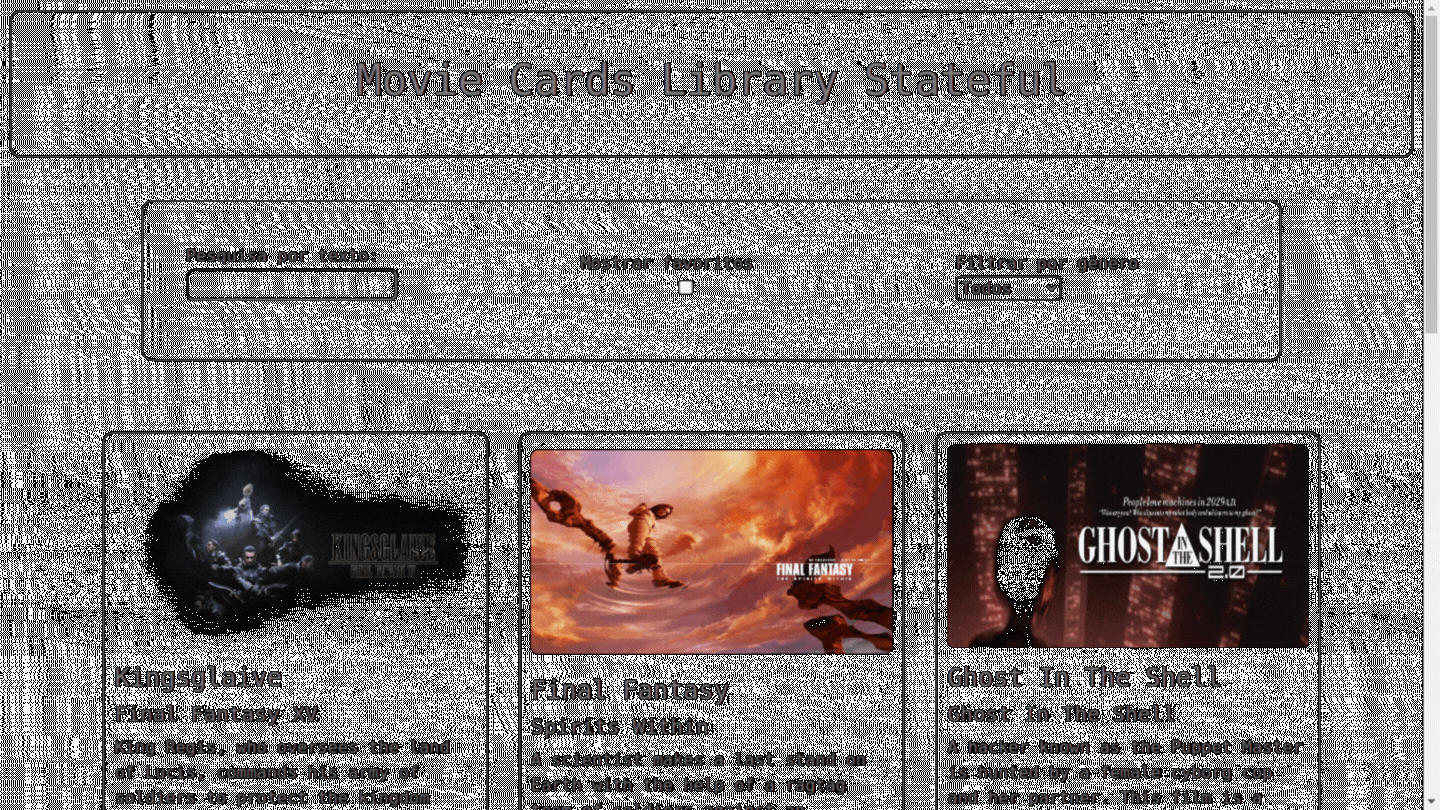 Movie Cards Library Stateful
Pesquisa por texto:
Mostrar favoritos
Filtrar por gênero
Todos
KINGSGLAIVE
FINAL FANTASY XV
FINAL FANTASY
THE SPIRITS WITHIN
People love machines in 2029 A.D.
GHOST IN THE SHELL
2.0
Kingsglaive
Final Fantasy XV
King Regis, who oversees the land
of Lucis, commands his army of
soldiers to protect the kingdom
Final Fantasy
Spirits Within
A scientist makes a last stand on
Earth with the help of a ragtag
Ghost In The Shell
Ghost In The Shell
A hacker known as the Puppet Master
is hunted by a female cyborg cop
and her partner. This film is a